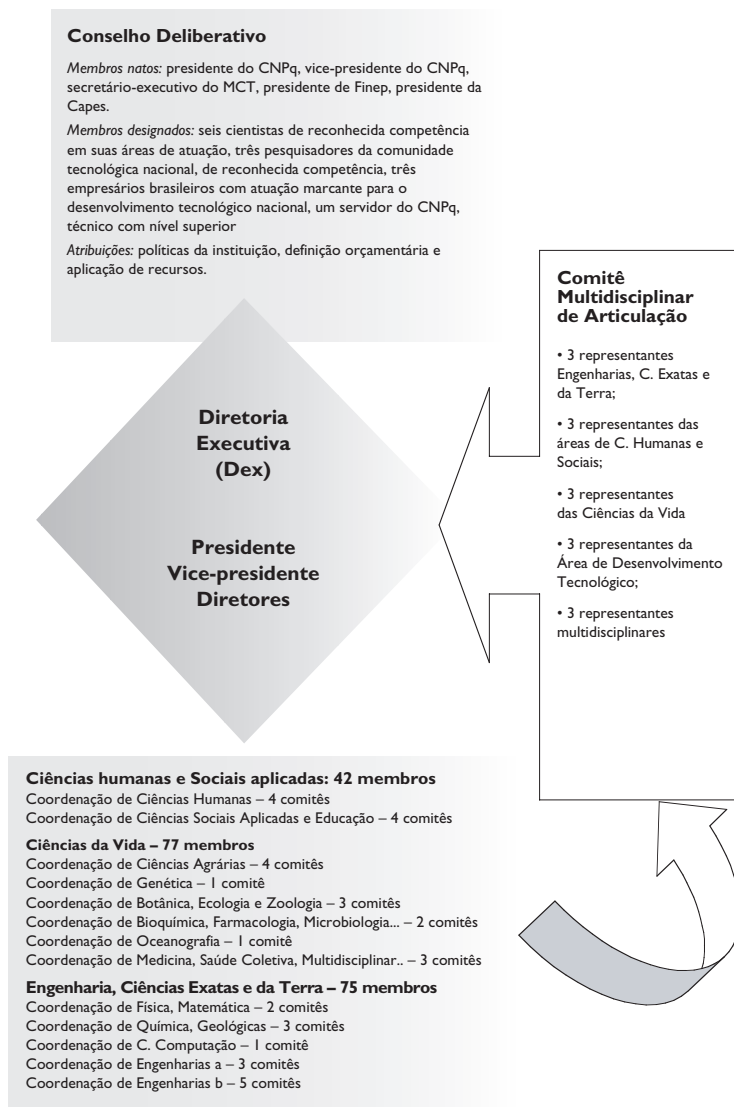 Conselho Deliberativo
Membros natos: presidente do CNPq, vice-presidente do CNPq,
secretário-executivo do MCT, presidente de Finep, presidente da
Capes.
Membros designados: seis cientistas de reconhecida competência
em suas áreas de atuação, três pesquisadores da comunidade
tecnológica nacional, de reconhecida competência, três
empresários brasileiros com atuação marcante para o
desenvolvimento tecnológico nacional, um servidor do CNPq,
técnico com nível superior
Atribuições: políticas da instituição, definição orçamentária e
aplicação de recursos.
Diretoria
Executiva
(Dex)
Presidente
Vice-presidente
Diretores
Comitê
Multidisciplinar
de Articulação
• 3 representantes
Engenharias, C. Exatas e
da Terra;
• 3 representantes das
áreas de C. Humanas e
Sociais;
• 3 representantes
das Ciências da Vida
• 3 representantes da
Área de Desenvolvimento
Tecnológico;
• 3 representantes
multidisciplinares
Ciências humanas e Sociais aplicadas: 42 membros
Coordenação de Ciências Humanas – 4 comitês
Coordenação de Ciências Sociais Aplicadas e Educação – 4 comitês
Ciências da Vida – 77 membros
Coordenação de Ciências Agrárias – 4 comitês
Coordenação de Genética – 1 comitê
Coordenação de Botânica, Ecologia e Zoologia – 3 comitês
Coordenação de Bioquímica, Farmacologia, Microbiologia... – 2 comitês
Coordenação de Oceanografia – 1 comitê
Coordenação de Medicina, Saúde Coletiva, Multidisciplinar.. – 3 comitês
Engenharia, Ciências Exatas e da Terra – 75 membros
Coordenação de Física, Matemática – 2 comitês
Coordenação de Química, Geológicas – 3 comitês
Coordenação de C. Computação – 1 comitê
Coordenação de Engenharias a – 3 comitês
Coordenação de Engenharias b – 5 comitês